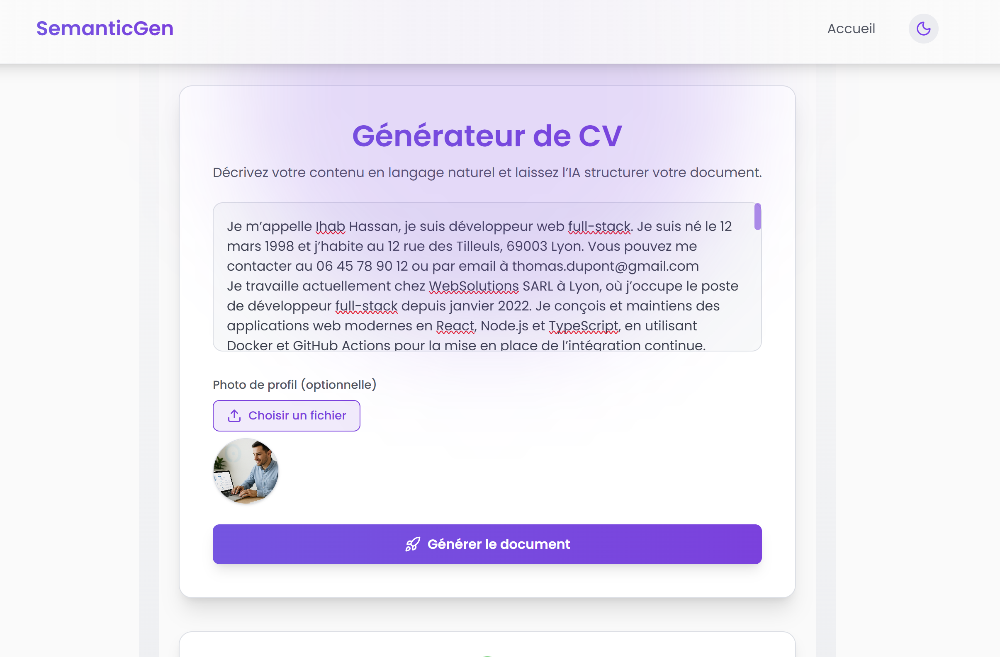 SemanticGen
Accueil
Générateur de CV
Décrivez votre contenu en langage naturel et laissez l’IA structurer votre document.
Je m’appelle Ihab Hassan, je suis développeur web full-stack. Je suis né le 12
mars 1998 et j’habite au 12 rue des Tilleuls, 69003 Lyon. Vous pouvez me
contacter au 06 45 78 90 12 ou par email à thomas.dupont@gmail.com
Je travaille actuellement chez WebSolutions SARL à Lyon, où j’occupe le poste
de développeur full-stack depuis janvier 2022. Je conçois et maintiens des
applications web modernes en React, Node.js et TypeScript, en utilisant
Docker et GitHub Actions pour la mise en place de l’intégration continue.
Photo de profil (optionnelle)
Choisir un fichier
CV
Générer le document